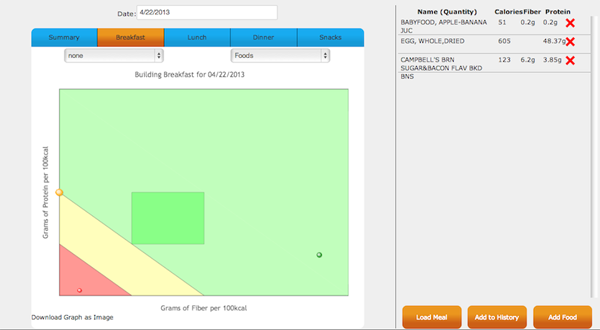 Date: 4/22/2013
Summary Breakfast Lunch Dinner Snacks
none Foods
Building Breakfast for 04/22/2013
Grams of Protein per 100kcal
Grams of Fiber per 100kcal
Download Graph as Image
Name (Quantity) Calories Fiber Protein
BABYFOOD, APPLE-BANANA 51 0.2g 0.2g
JUC
EGG, WHOLE,DRIED 605 48.37g
CAMPBELL'S BRN 123 6.2g 3.85g
SUGAR&BACON FLAV BKD
BNS
Load Meal Add to History Add Food